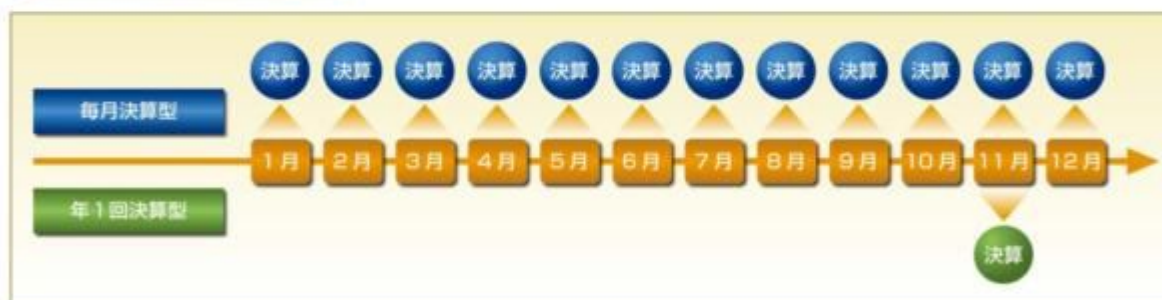 決算 決算 決算 決算 決算 決算 決算 決算 決算 決算 決算 決算
毎月決算型
1月 2月 3月 4月 5月 6月 7月 8月 9月 10月 11月 12月
年1回決算型
決算